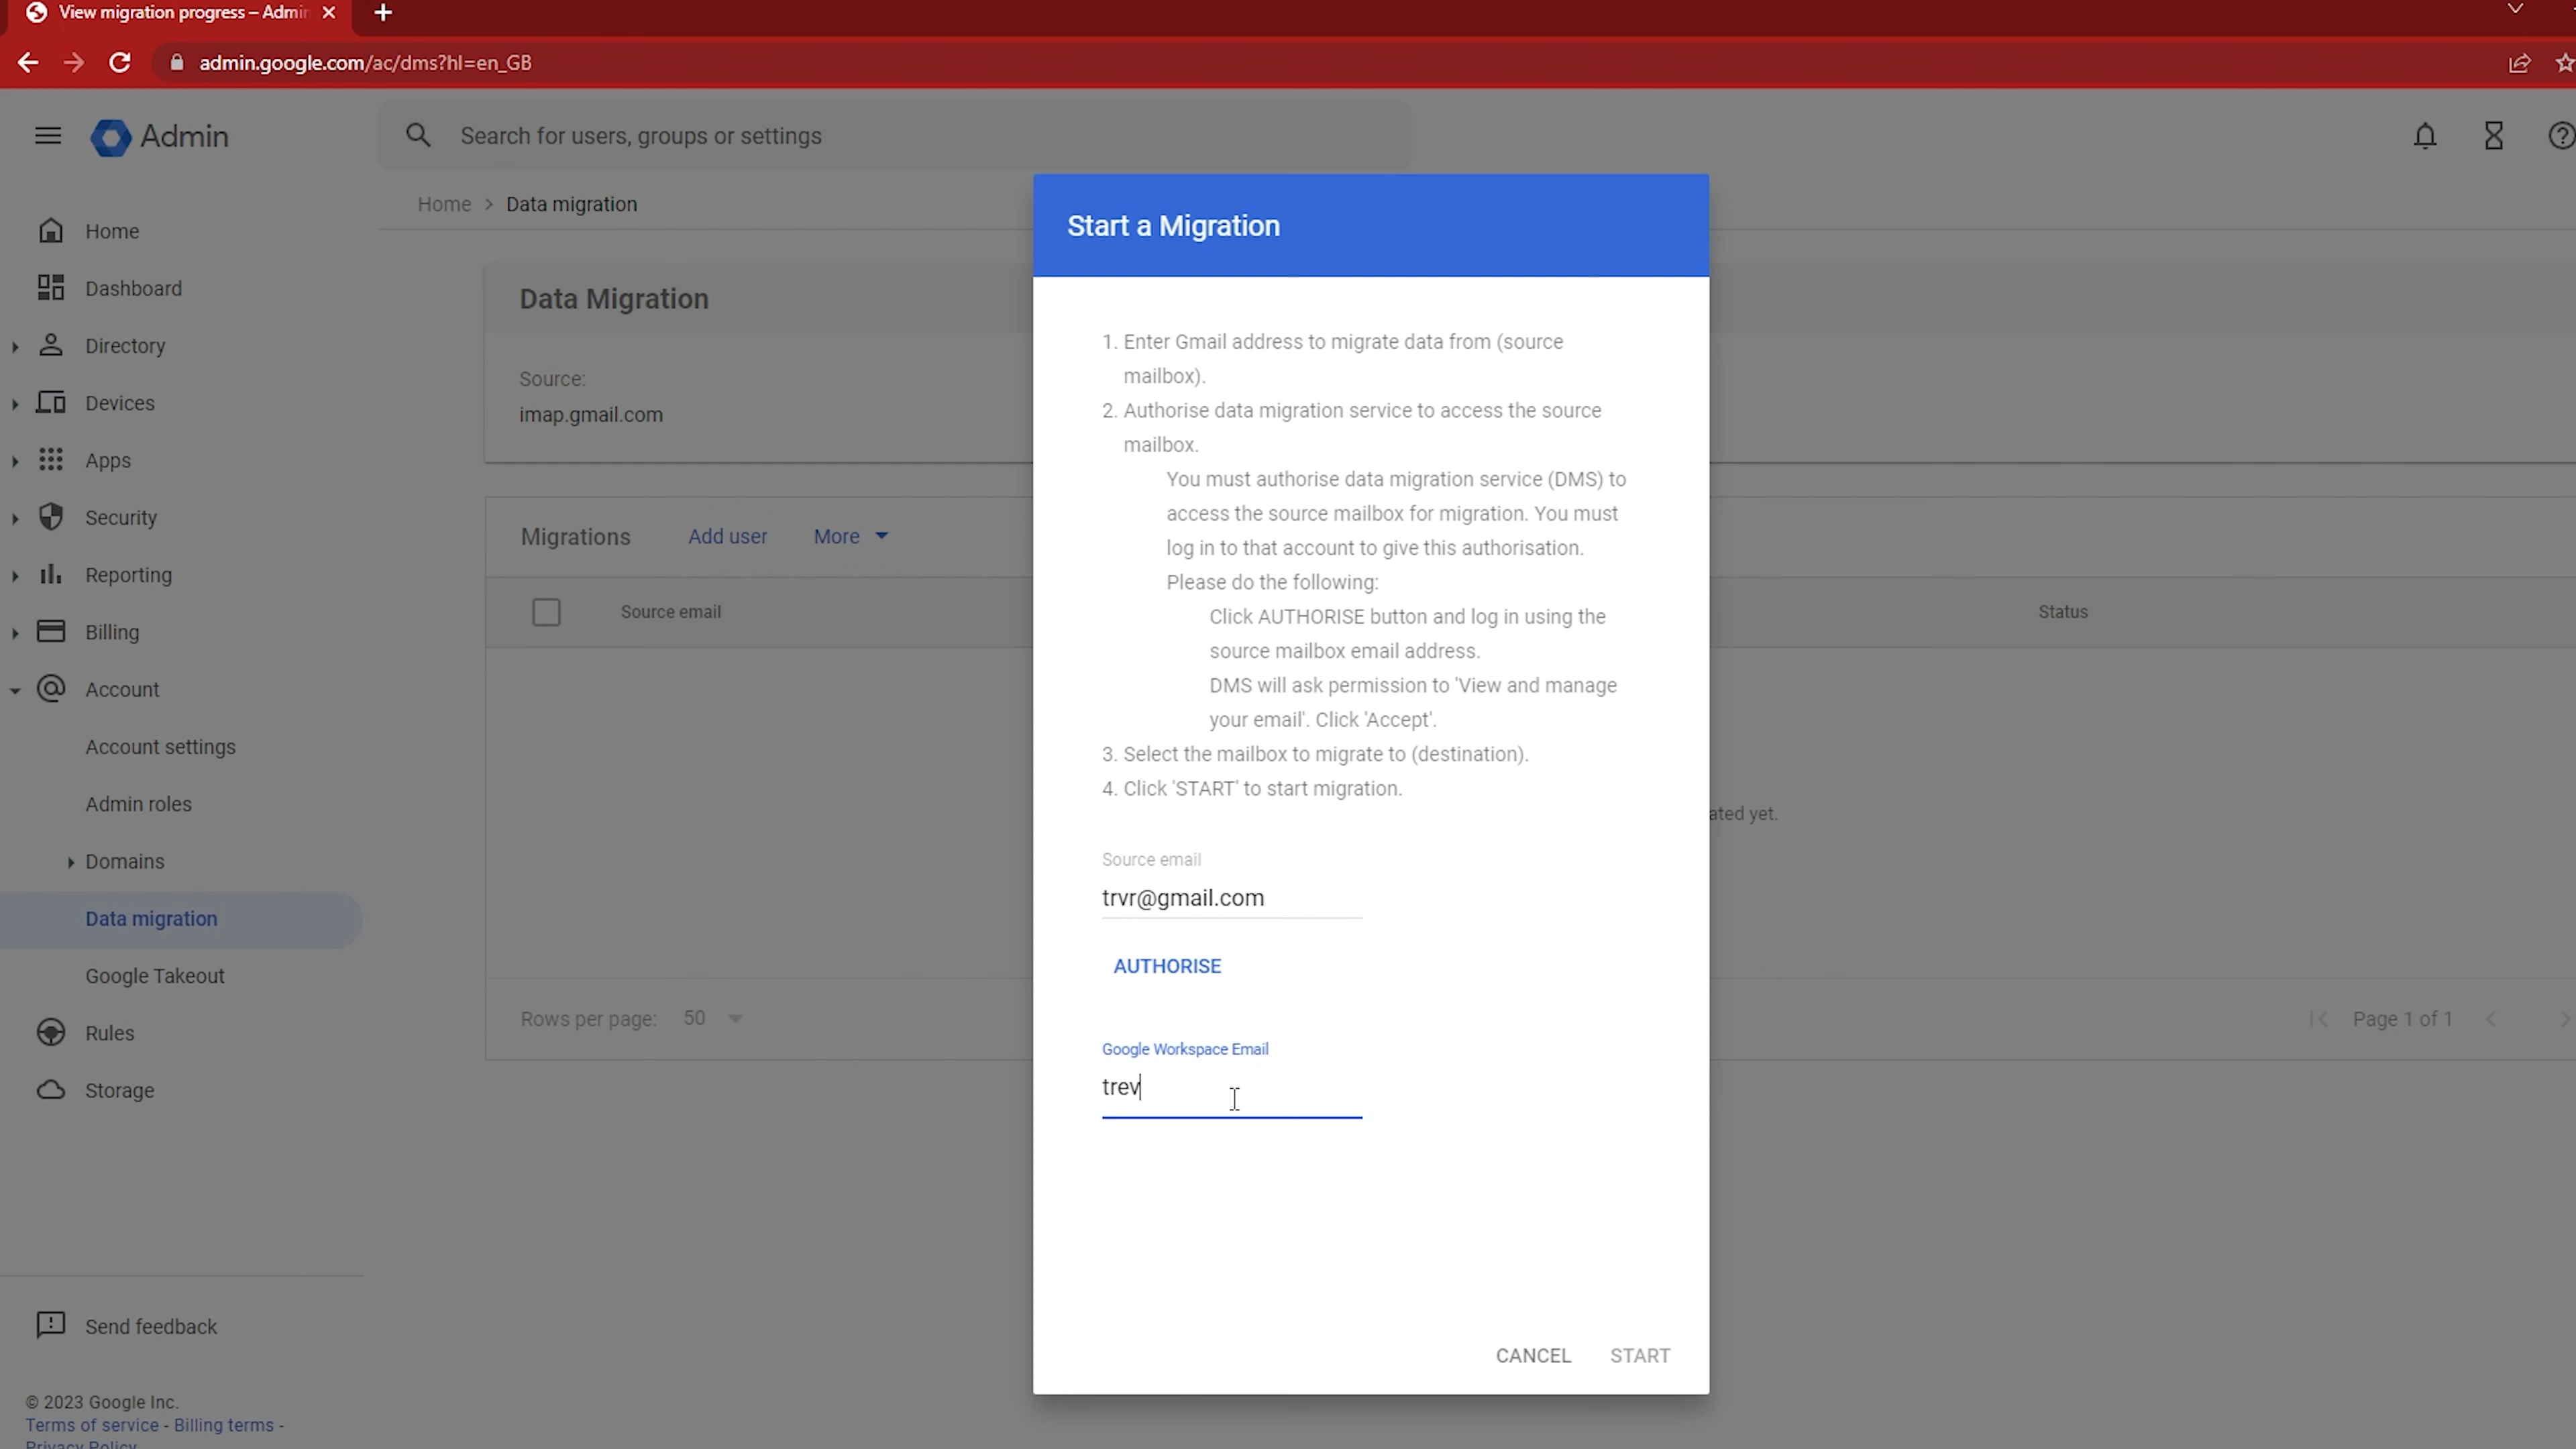 View migration progress – Admin
admin.google.com/ac/dms?hl=en_GB
Admin
Search for users, groups or settings
Home
Dashboard
Directory
Devices
Apps
Security
Reporting
Billing
Account
Account settings
Admin roles
Domains
Data migration
Google Takeout
Rules
Storage
Send feedback
© 2023 Google Inc.
Terms of service - Billing terms -
Privacy Policy
Home > Data migration
Data Migration
Source:
imap.gmail.com
Migrations Add user More
Source email
Status
ated yet.
Rows per page: 50
Page 1 of 1
Start a Migration
1. Enter Gmail address to migrate data from (source
mailbox).
2. Authorise data migration service to access the source
mailbox.
You must authorise data migration service (DMS) to
access the source mailbox for migration. You must
log in to that account to give this authorisation.
Please do the following:
Click AUTHORISE button and log in using the
source mailbox email address.
DMS will ask permission to 'View and manage
your email'. Click 'Accept'.
3. Select the mailbox to migrate to (destination).
4. Click 'START' to start migration.
Source email
trvr@gmail.com
AUTHORISE
Google Workspace Email
trev
CANCEL START